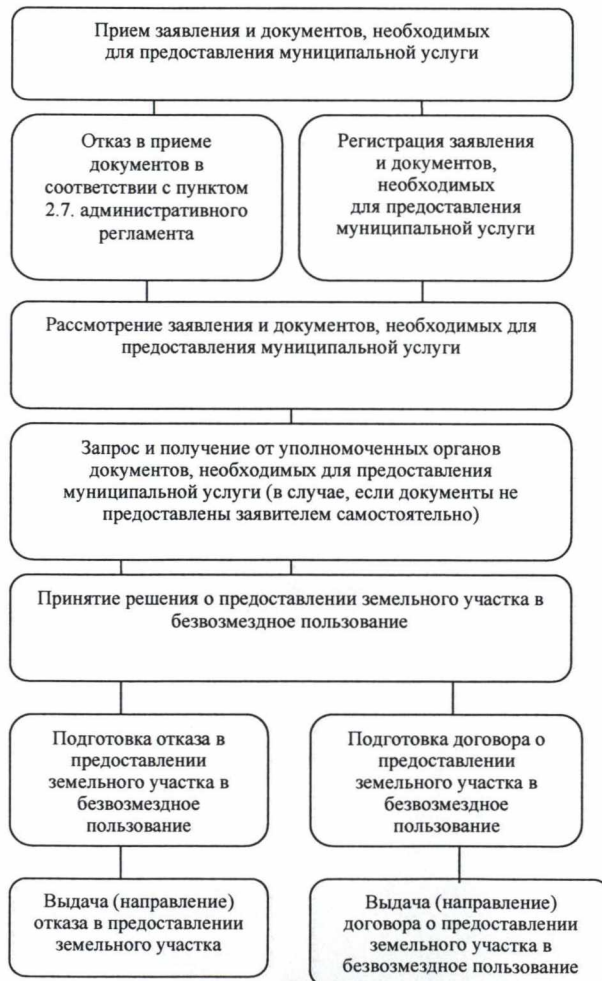 Прием заявления и документов, необходимых
для предоставления муниципальной услуги
Отказ в приеме
документов в
соответствии с пунктом
2.7. административного
регламента
Регистрация заявления
и документов,
необходимых
для предоставления
муниципальной услуги
Рассмотрение заявления и документов, необходимых для
предоставления муниципальной услуги
Запрос и получение от уполномоченных органов
документов, необходимых для предоставления
муниципальной услуги (в случае, если документы не
предоставлены заявителем самостоятельно)
Принятие решения о предоставлении земельного участка в
безвозмездное пользование
Подготовка отказа в
предоставлении
земельного участка в
безвозмездное
пользование
Подготовка договора о
предоставлении
земельного участка в
безвозмездное
пользование
Выдача (направление)
отказа в предоставлении
земельного участка
Выдача (направление)
договора о предоставлении
земельного участка в
безвозмездное пользование